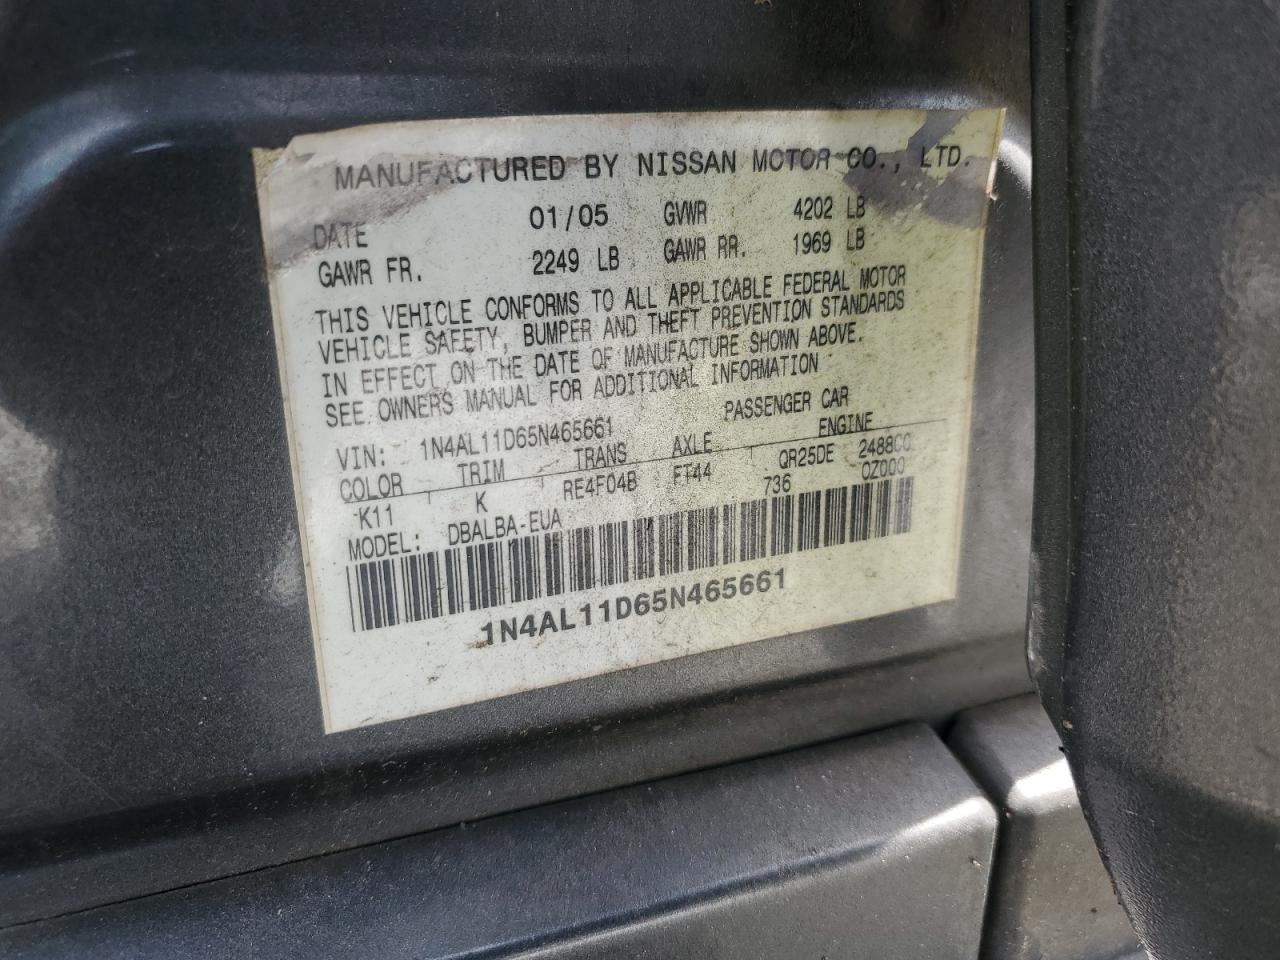 MANUFACTURED BY NISSAN MOTOR CO., LTD.
DATE 01/05 GVWR 4202 LB
GAWR FR. 2249 LB GAWR RR. 1969 LB
THIS VEHICLE CONFORMS TO ALL APPLICABLE FEDERAL MOTOR
VEHICLE SAFETY, BUMPER AND THEFT PREVENTION STANDARDS
IN EFFECT ON THE DATE OF MANUFACTURE SHOWN ABOVE.
SEE OWNERS MANUAL FOR ADDITIONAL INFORMATION
VIN: 1N4AL11D65N465661 PASSENGER CAR
COLOR TRIM TRANS AXLE ENGINE
K11 K RE4F04B FT44 QR25DE 2488CC
MODEL: DBALBA-EUA 736 0Z000
1N4AL11D65N465661